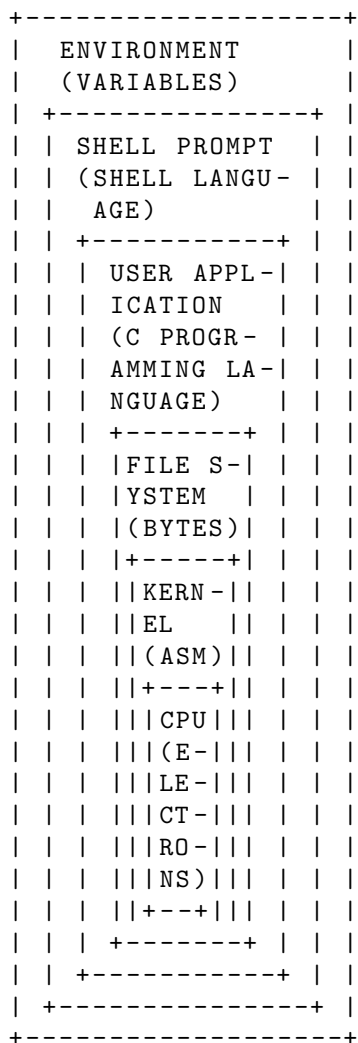 ENVIRONMENT
(VARIABLES)
SHELL PROMPT
(SHELL LANGU-
AGE)
USER APPL-
ICATION
(C PROGR-
AMMING LA-
NGUAGE)
FILE S-
YSTEM
(BYTES)
KERN-
EL
(ASM)
CPU
(E-
LE-
CT-
RO-
NS)